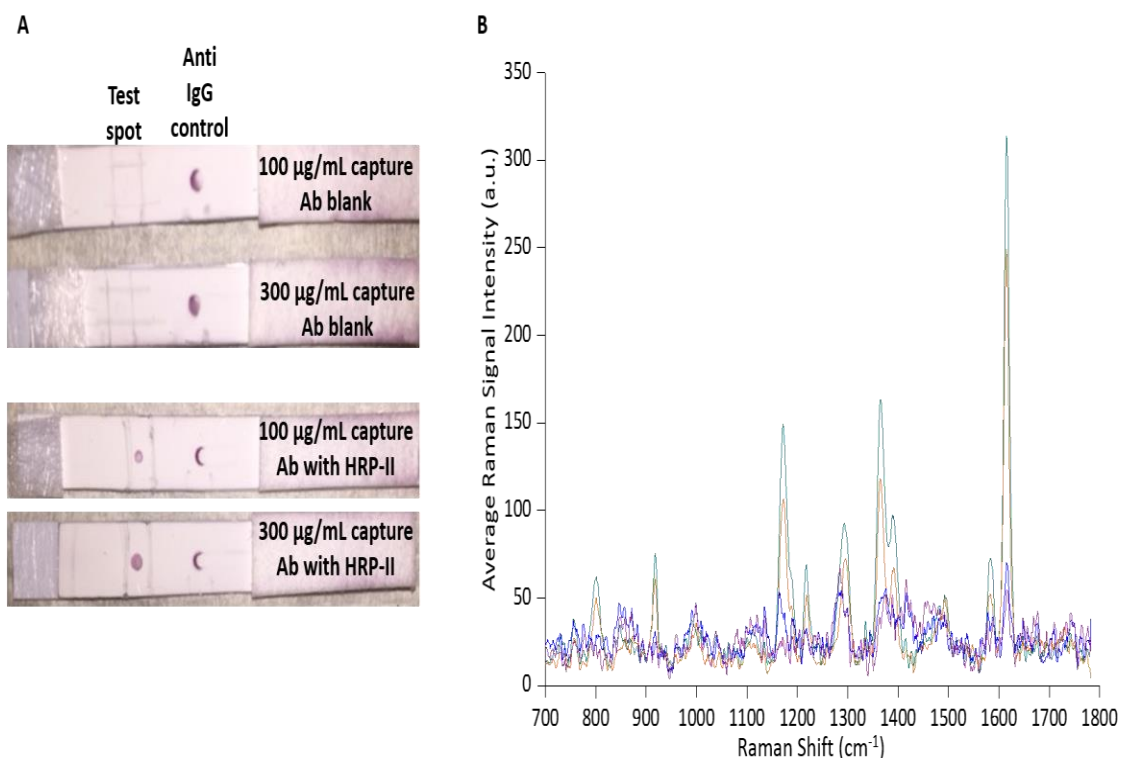 A
Test
spot
Anti
IgG
control
100 µg/mL capture
Ab blank
300 µg/mL capture
Ab blank
100 µg/mL capture
Ab with HRP-II
300 µg/mL capture
Ab with HRP-II
B
Average Raman Signal Intensity (a.u.)
350
300
250
200
150
100
50
0
700 800 900 1000 1100 1200 1300 1400 1500 1600 1700 1800
Raman Shift (cm-1)